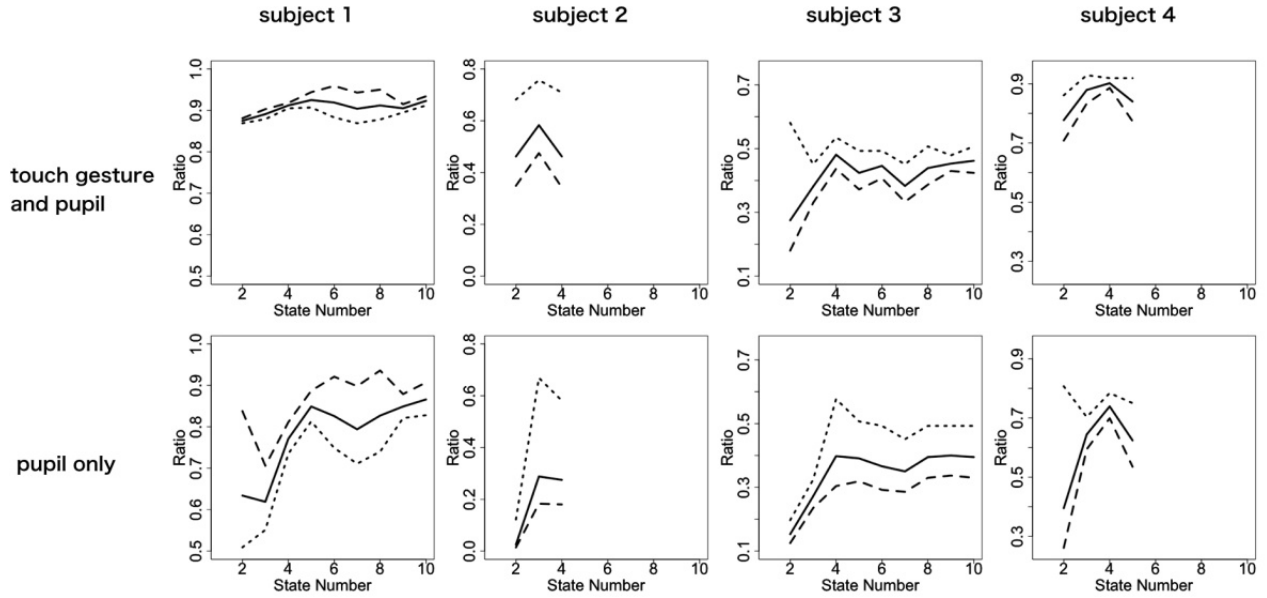 subject 1
subject 2
subject 3
subject 4
touch gesture
and pupil
Ratio
0.5 0.6 0.7 0.8 0.9 1.0
2 4 6 8 10
State Number
Ratio
0.0 0.2 0.4 0.6 0.8
2 4 6 8 10
State Number
Ratio
0.1 0.3 0.5 0.7
2 4 6 8 10
State Number
Ratio
0.3 0.5 0.7 0.9
2 4 6 8 10
State Number
pupil only
Ratio
0.5 0.6 0.7 0.8 0.9 1.0
2 4 6 8 10
State Number
Ratio
0.0 0.2 0.4 0.6 0.8
2 4 6 8 10
State Number
Ratio
0.1 0.3 0.5 0.7
2 4 6 8 10
State Number
Ratio
0.3 0.5 0.7 0.9
2 4 6 8 10
State Number